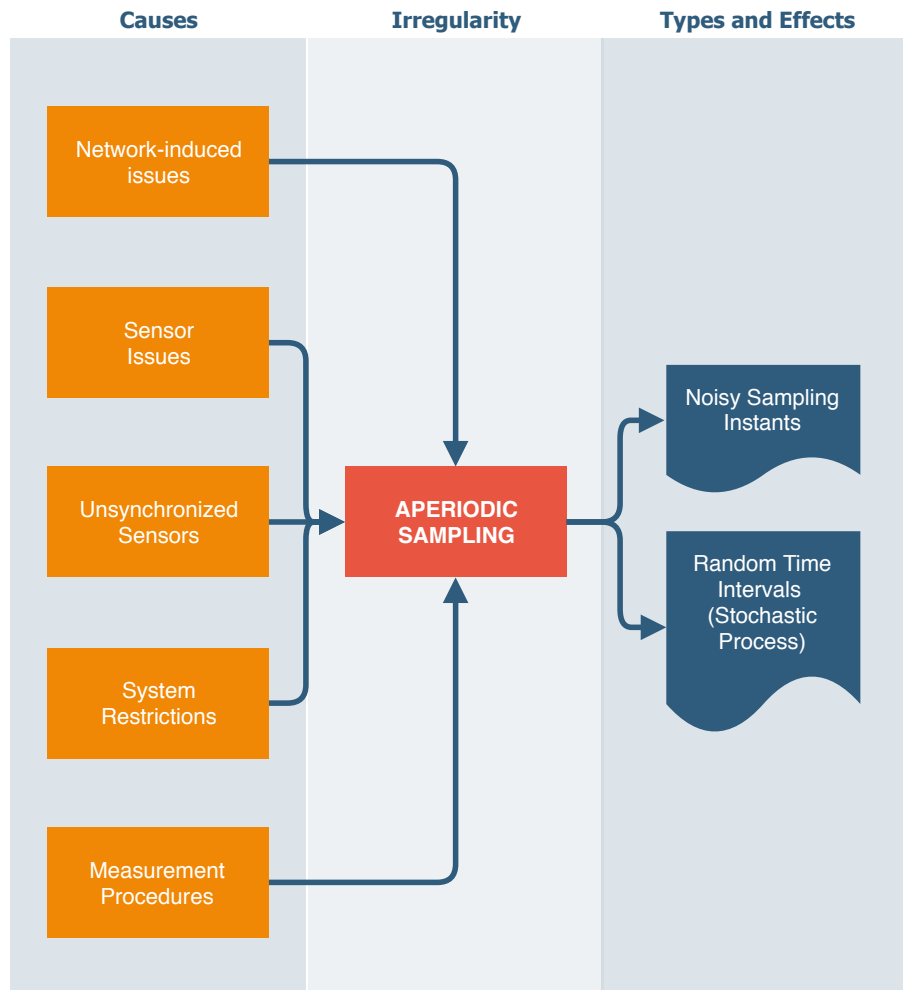 Causes
Irregularity
Types and Effects
Network-induced
issues
Sensor
Issues
Unsynchronized
Sensors
System
Restrictions
Measurement
Procedures
APERIODIC
SAMPLING
Noisy Sampling
Instants
Random Time
Intervals
(Stochastic
Process)